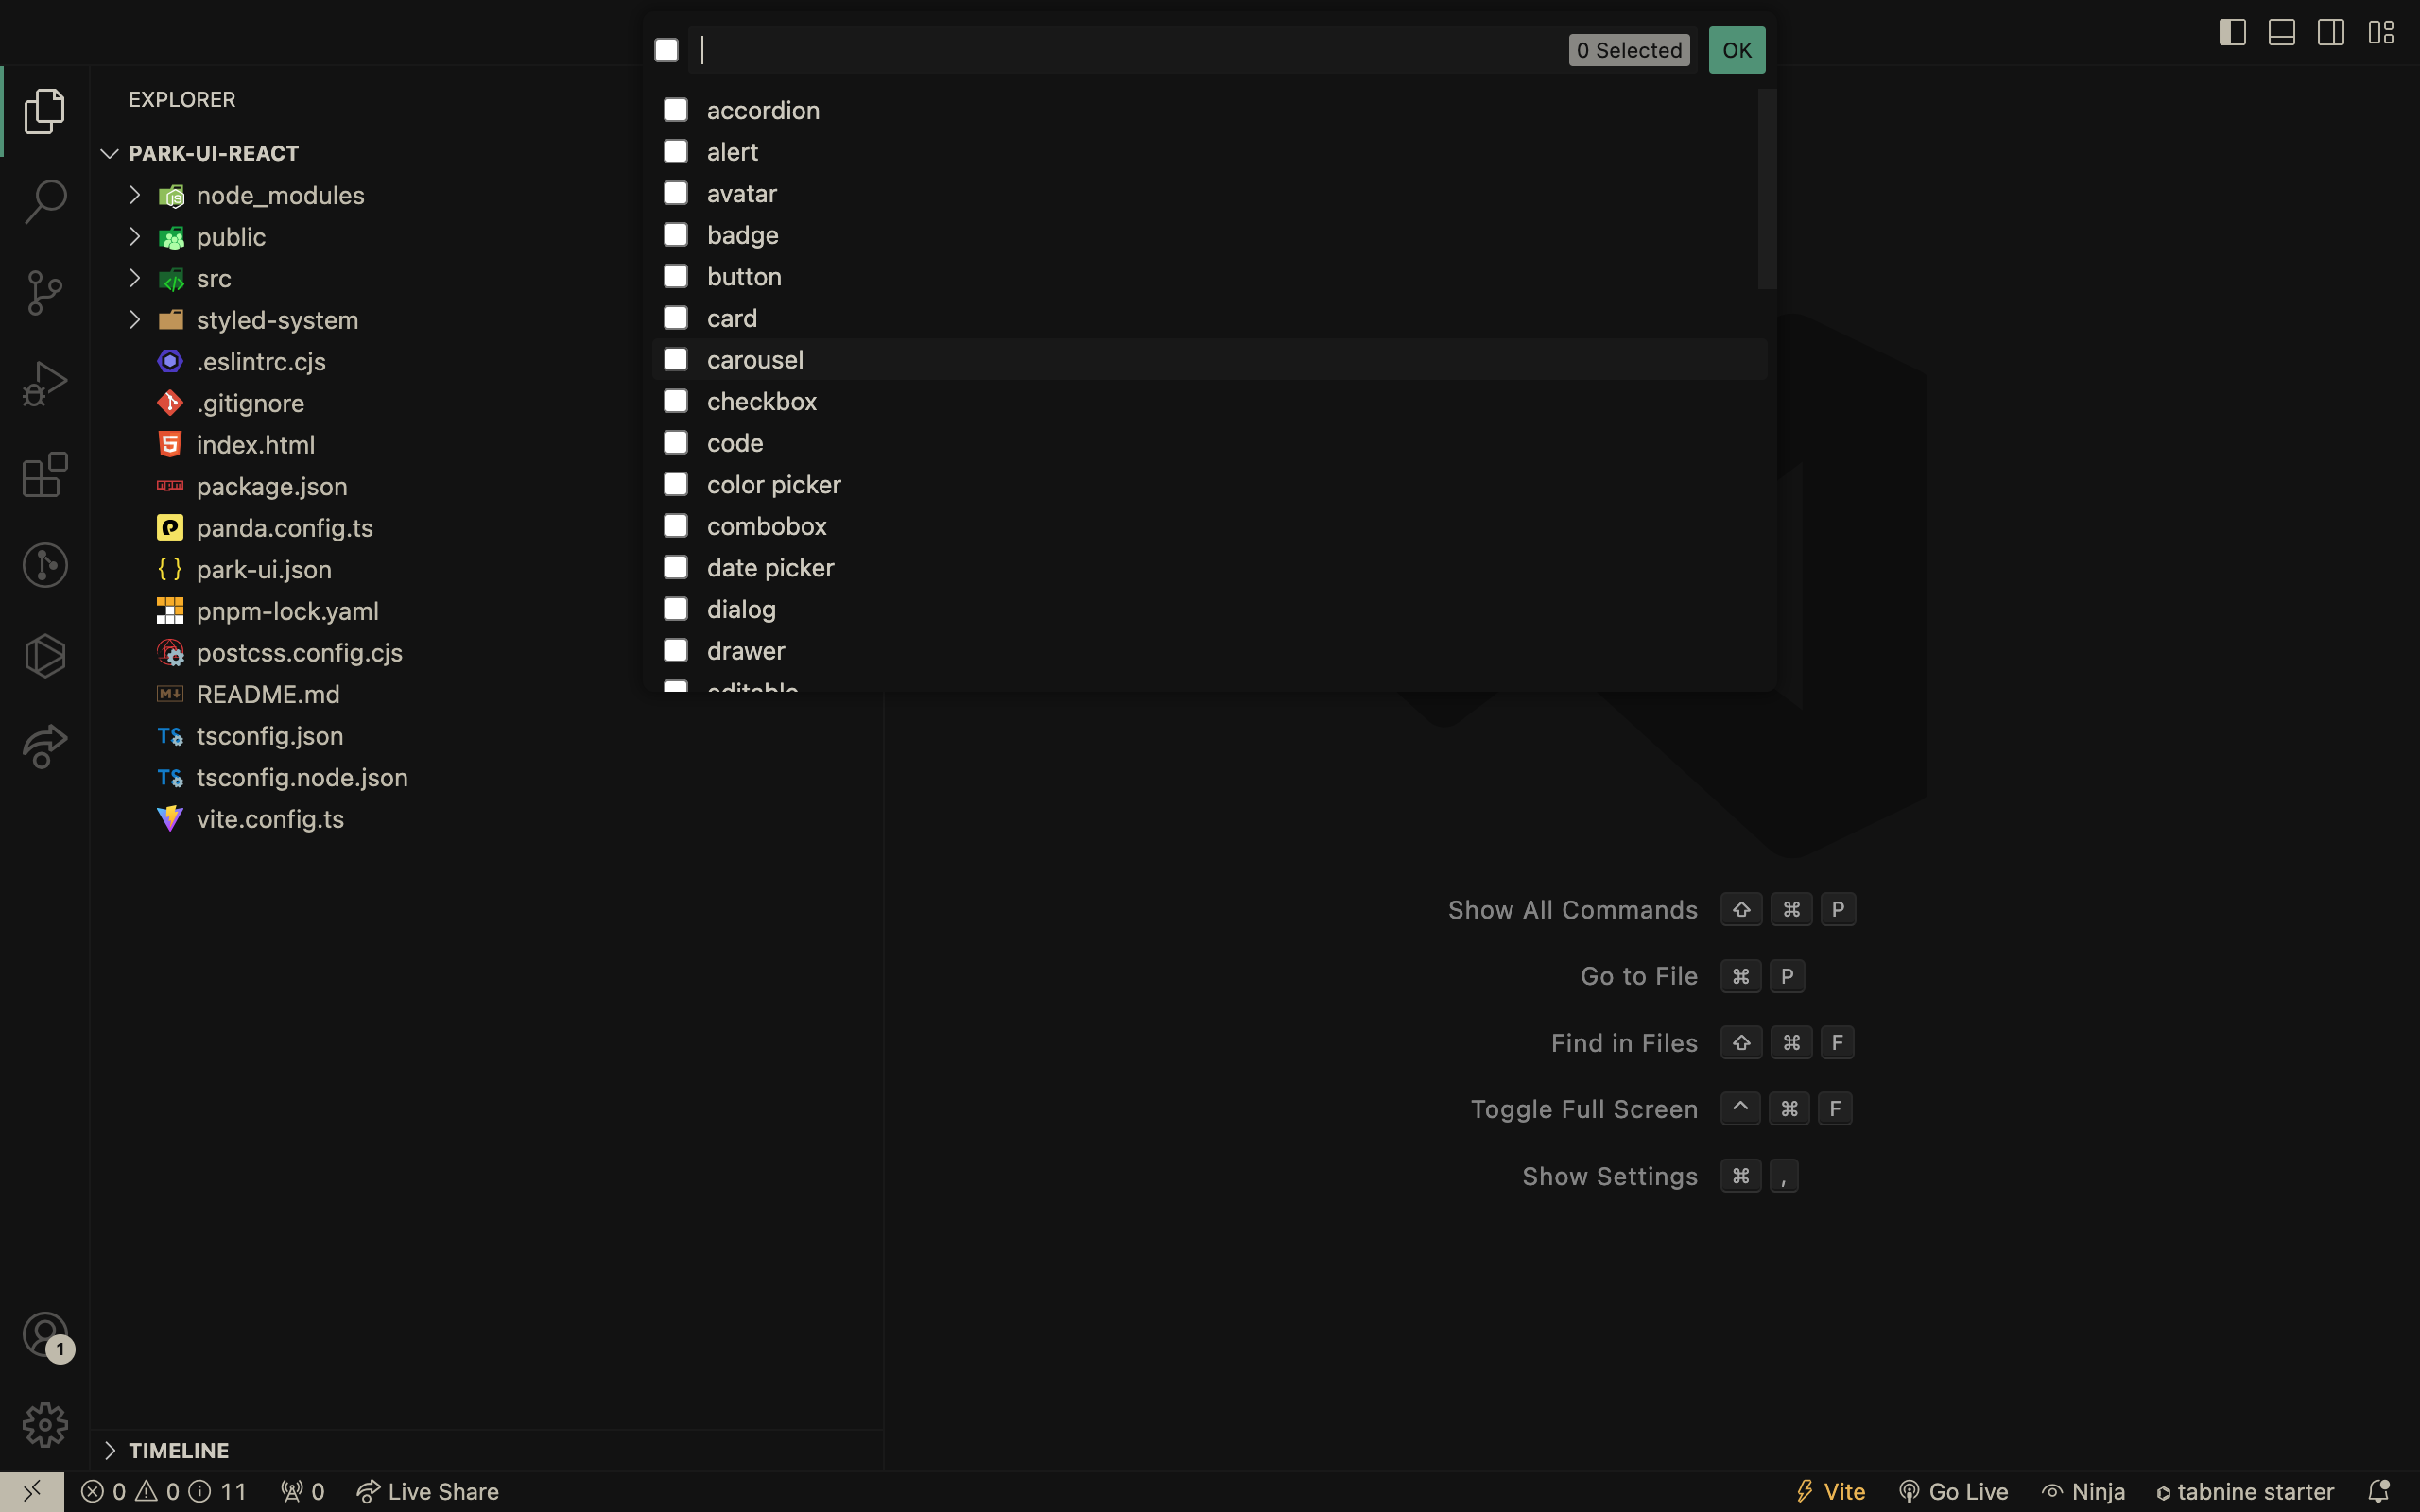 0 Selected
OK
EXPLORER
PARK-UI-REACT
node_modules
public
src
styled-system
.eslintrc.cjs
.gitignore
index.html
package.json
panda.config.ts
park-ui.json
pnpm-lock.yaml
postcss.config.cjs
README.md
tsconfig.json
tsconfig.node.json
vite.config.ts
accordion
alert
avatar
badge
button
card
carousel
checkbox
code
color picker
combobox
date picker
dialog
drawer
editable
Show All Commands ⇧ ⌘ P
Go to File ⌘ P
Find in Files ⇧ ⌘ F
Toggle Full Screen ^ ⌘ F
Show Settings ⌘ ,
1
TIMELINE
0 0 11 0 Live Share
Vite Go Live Ninja tabnine starter